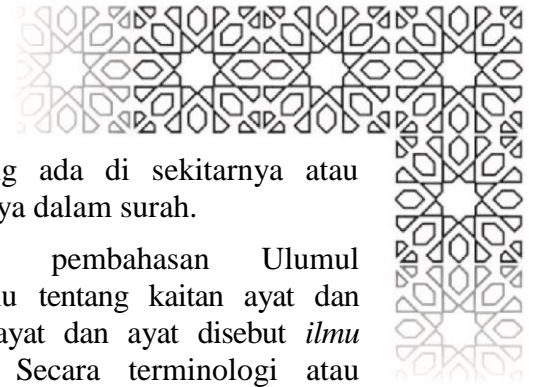 g ada di sekitarnya atau
ya dalam surah.
pembahasan Ulumul
u tentang kaitan ayat dan
ayat dan ayat disebut ilmu
Secara terminologi atau